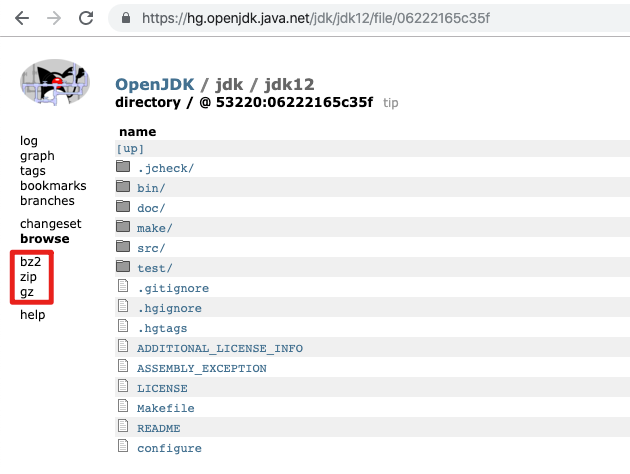 https://hg.openjdk.java.net/jdk/jdk12/file/06222165c35f
OpenJDK / jdk / jdk12
directory / @ 53220:06222165c35f tip
log
graph
tags
bookmarks
branches
changeset
browse
bz2
zip
gz
help
name
[up]
.jcheck/
bin/
doc/
make/
src/
test/
.gitignore
.hgignore
.hgtags
ADDITIONAL_LICENSE_INFO
ASSEMBLY_EXCEPTION
LICENSE
Makefile
README
configure